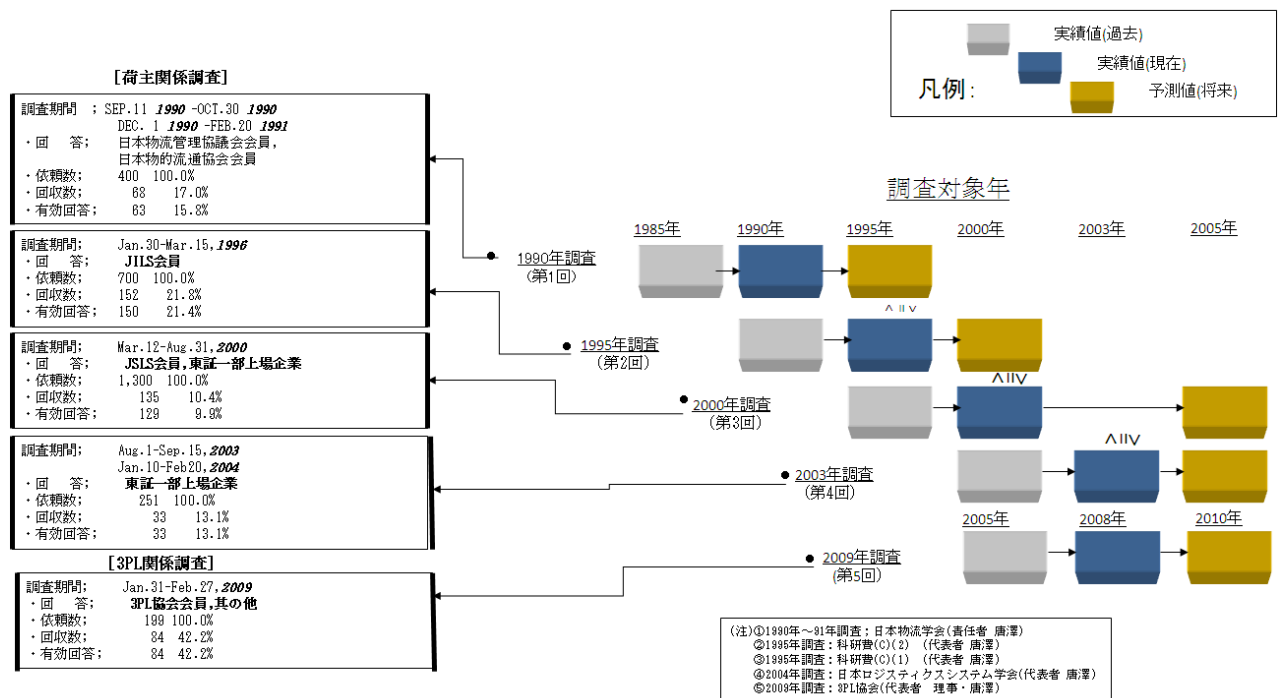 実績値(過去)
実績値(現在)
凡例：
予測値(将来)
[荷主関係調査]
調査期間 ；SEP.11 1990 -OCT.30 1990
DEC. 1 1990 -FEB.20 1991
・回　答；　日本物流管理協議会会員,
日本物的流通協会会員
・依頼数；　400 100.0%
・回収数；　68　17.0%
・有効回答；　63　15.8%
調査期間；　Jan.30-Mar.15,1996
・回　答；　JILS会員
・依頼数；　700 100.0%
・回収数；　152　21.8%
・有効回答；　150　21.4%
調査期間；　Mar.12-Aug.31,2000
・回　答；　JSLS会員,東証一部上場企業
・依頼数；　1,300 100.0%
・回収数；　135　10.4%
・有効回答；　129　9.9%
調査期間；　Aug.1-Sep.15,2003
Jan.10-Feb20,2004
・回　答；　東証一部上場企業
・依頼数；　251 100.0%
・回収数；　33　13.1%
・有効回答；　33　13.1%
[3PL関係調査]
調査期間；　Jan.31-Feb.27,2009
・回　答；　3PL協会会員,其の他
・依頼数；　199 100.0%
・回収数；　84 42.2%
・有効回答；　84 42.2%
調査対象年
1985年　1990年　1995年　2000年　2003年　2005年
1990年調査
(第1回)
1995年調査
(第2回)
2000年調査
(第3回)
2003年調査
(第4回)
2005年　2008年　2010年
2009年調査
(第5回)
^ II v
^ II v
^ II v
(注)①1990年～91年調査；日本物流学会(責任者 唐澤)
②1995年調査：科研費(C)(2) (代表者 唐澤)
③1995年調査：科研費(C)(1) (代表者 唐澤)
④2004年調査：日本ロジスティクスシステム学会(代表者 唐澤)
⑤2009年調査：3PL協会(代表者 理事・唐澤)